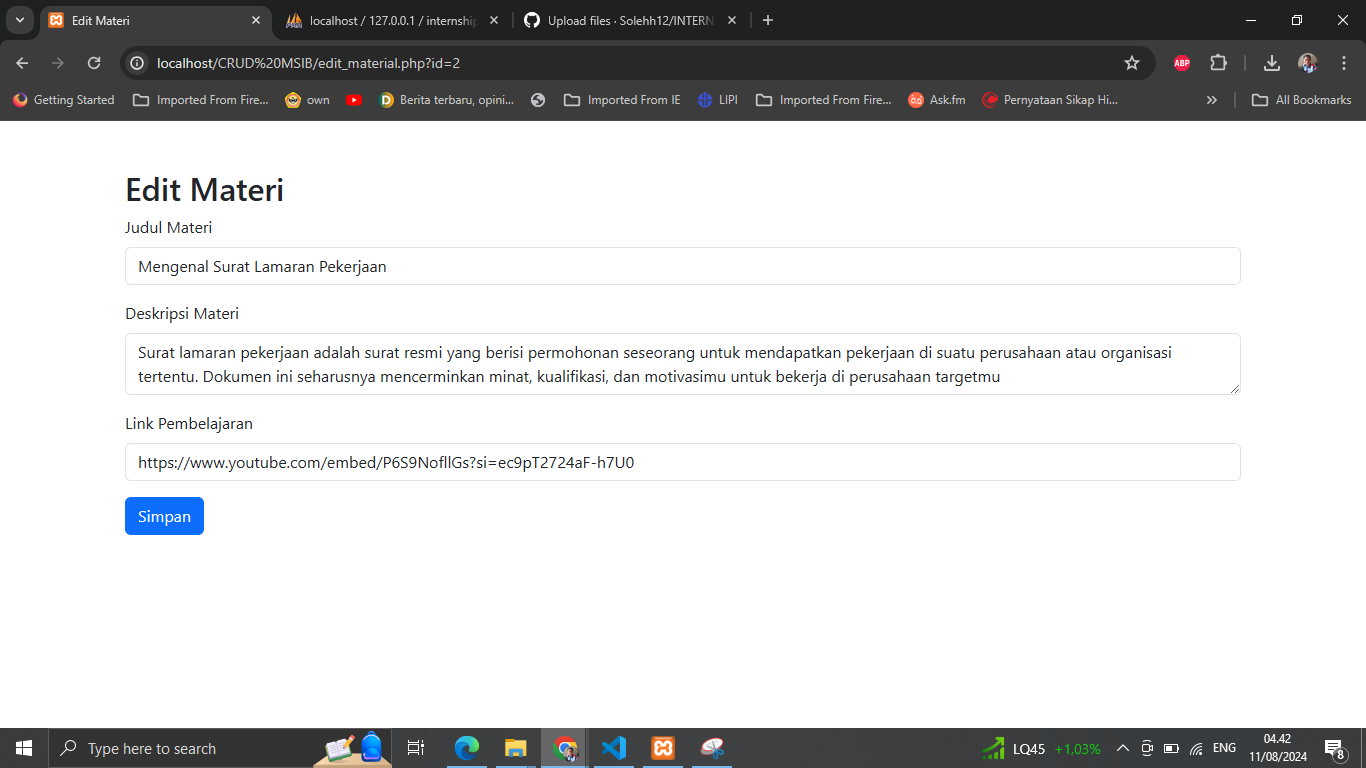 Edit Materi
localhost / 127.0.0.1 / internship
Upload files · Solehh12/INTERN
localhost/CRUD%20MSIB/edit_material.php?id=2
ABP
Getting Started
Imported From Fire...
own
Berita terbaru, opini...
Imported From IE
LIPI
Imported From Fire...
Ask.fm
Pernyataan Sikap Hi...
»
All Bookmarks
Edit Materi
Judul Materi
Mengenal Surat Lamaran Pekerjaan
Deskripsi Materi
Surat lamaran pekerjaan adalah surat resmi yang berisi permohonan seseorang untuk mendapatkan pekerjaan di suatu perusahaan atau organisasi
tertentu. Dokumen ini seharusnya mencerminkan minat, kualifikasi, dan motivasimu untuk bekerja di perusahaan targetmu
Link Pembelajaran
https://www.youtube.com/embed/P6S9NofllGs?si=ec9pT2724aF-h7U0
Simpan
Type here to search
LQ45 +1,03%
ENG
04.42
11/08/2024
8